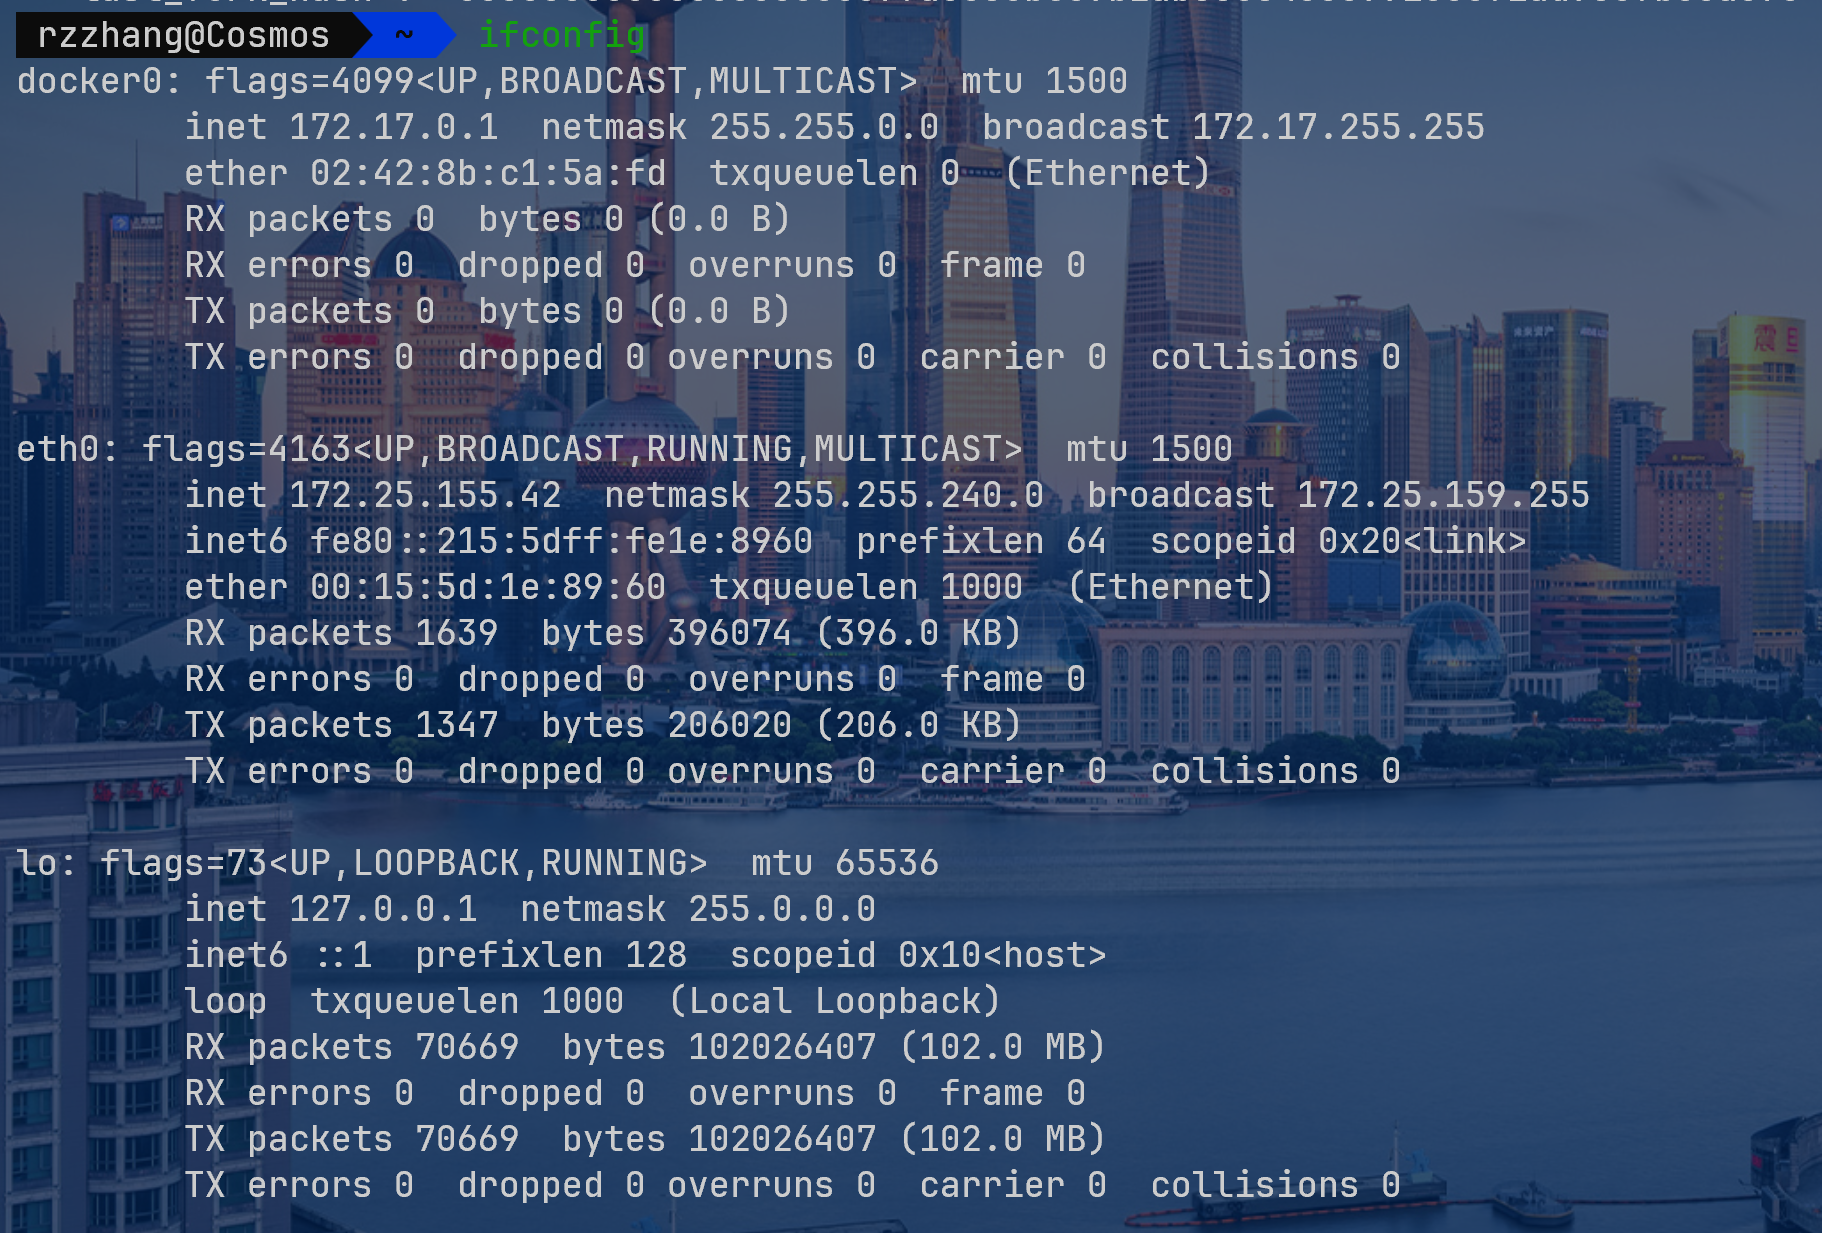 rzzhang@Cosmos ~ ifconfig
docker0: flags=4099<UP,BROADCAST,MULTICAST>  mtu 1500
        inet 172.17.0.1  netmask 255.255.0.0  broadcast 172.17.255.255
        ether 02:42:8b:c1:5a:fd  txqueuelen 0  (Ethernet)
        RX packets 0  bytes 0 (0.0 B)
        RX errors 0  dropped 0  overruns 0  frame 0
        TX packets 0  bytes 0 (0.0 B)
        TX errors 0  dropped 0 overruns 0  carrier 0  collisions 0
eth0: flags=4163<UP,BROADCAST,RUNNING,MULTICAST>  mtu 1500
        inet 172.25.155.42  netmask 255.255.240.0  broadcast 172.25.159.255
        inet6 fe80::215:5dff:fe1e:8960  prefixlen 64  scopeid 0x20<link>
        ether 00:15:5d:1e:89:60  txqueuelen 1000  (Ethernet)
        RX packets 1639  bytes 396074 (396.0 KB)
        RX errors 0  dropped 0  overruns 0  frame 0
        TX packets 1347  bytes 206020 (206.0 KB)
        TX errors 0  dropped 0 overruns 0  carrier 0  collisions 0
lo: flags=73<UP,LOOPBACK,RUNNING>  mtu 65536
        inet 127.0.0.1  netmask 255.0.0.0
        inet6 ::1  prefixlen 128  scopeid 0x10<host>
        loop  txqueuelen 1000  (Local Loopback)
        RX packets 70669  bytes 102026407 (102.0 MB)
        RX errors 0  dropped 0  overruns 0  frame 0
        TX packets 70669  bytes 102026407 (102.0 MB)
        TX errors 0  dropped 0 overruns 0  carrier 0  collisions 0